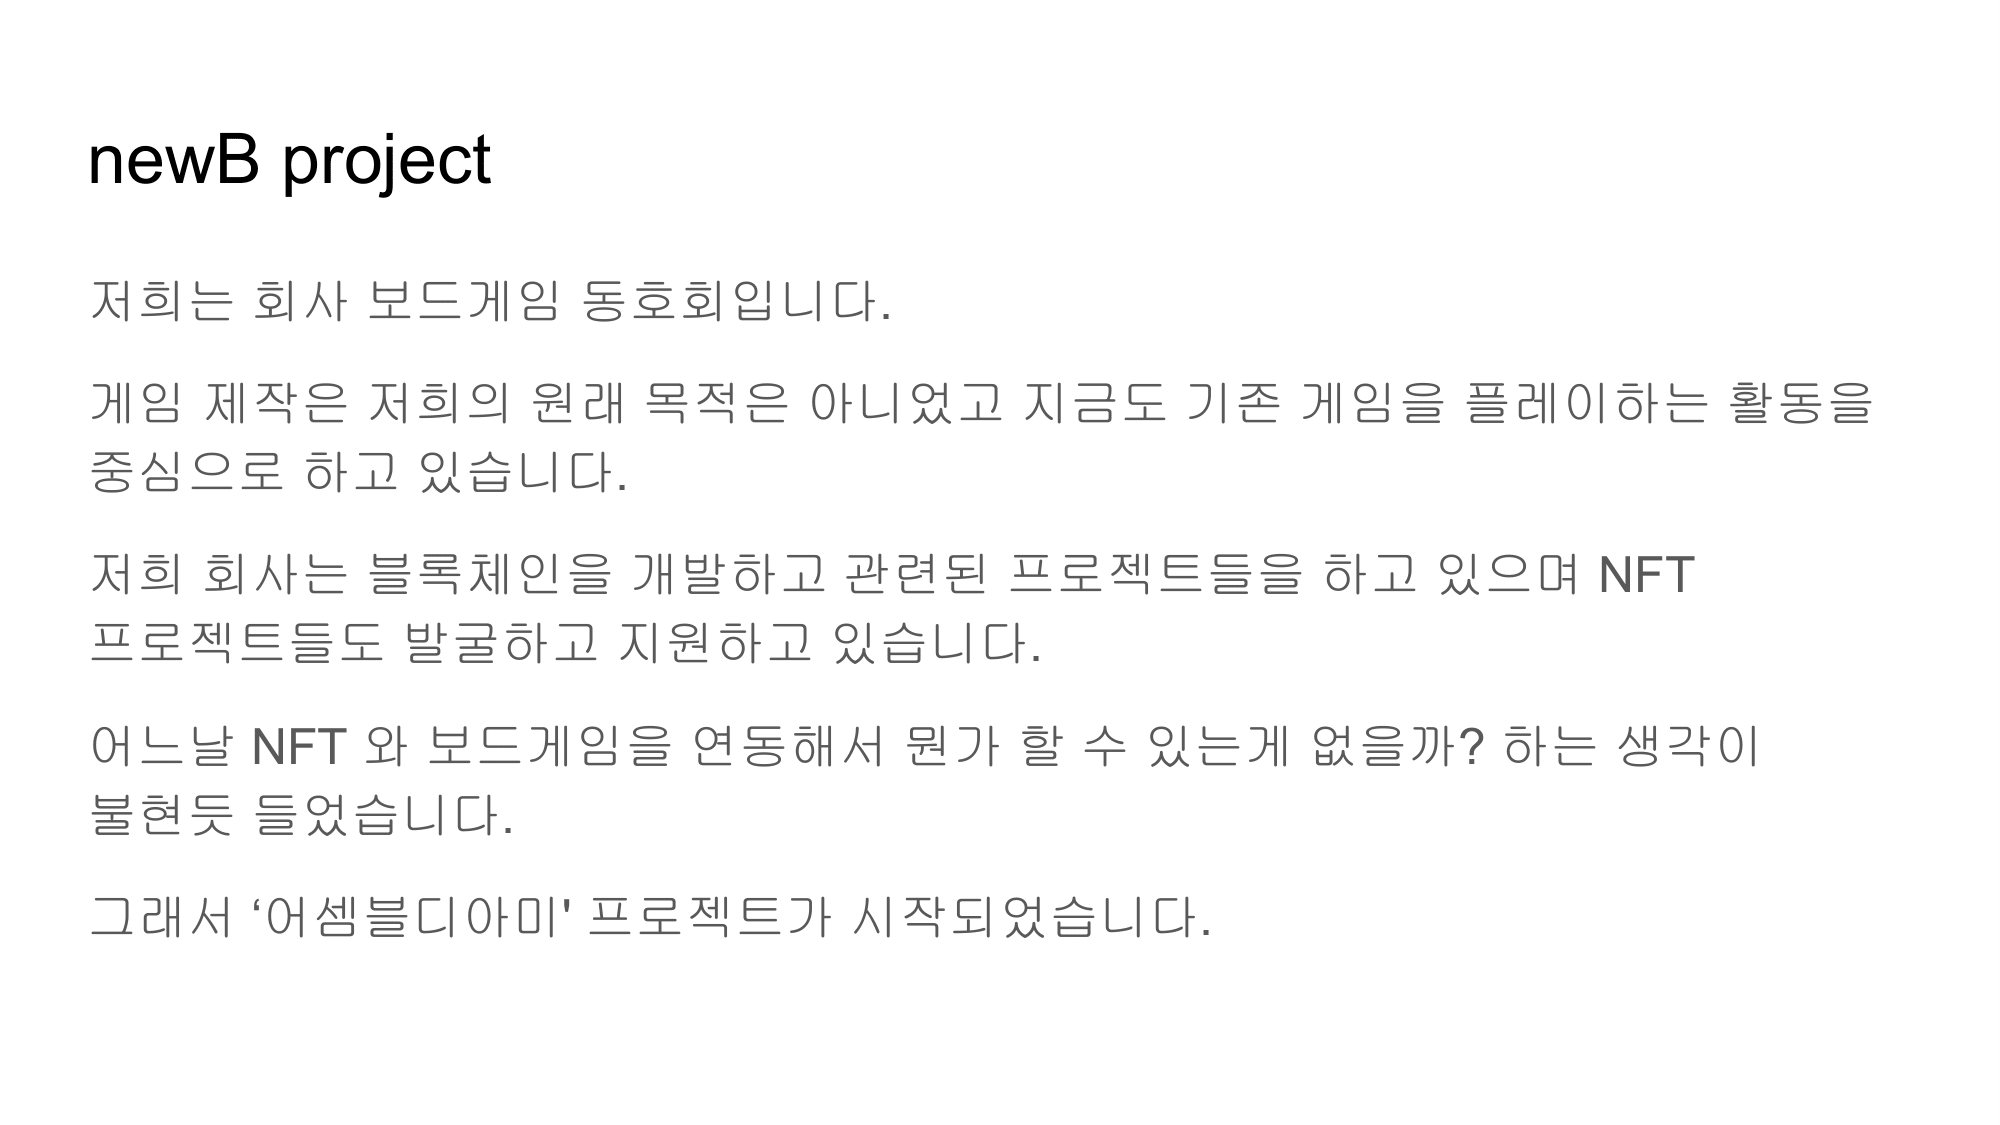 newB project
저희는 회사 보드게임 동호회입니다.
게임 제작은 저희의 원래 목적은 아니었고 지금도 기존 게임을 플레이하는 활동을
중심으로 하고 있습니다.
저희 회사는 블록체인을 개발하고 관련된 프로젝트들을 하고 있으며 NFT
프로젝트들도 발굴하고 지원하고 있습니다.
어느날 NFT 와 보드게임을 연동해서 뭔가 할 수 있는게 없을까? 하는 생각이
불현듯 들었습니다.
그래서 ‘어셈블디아미' 프로젝트가 시작되었습니다.